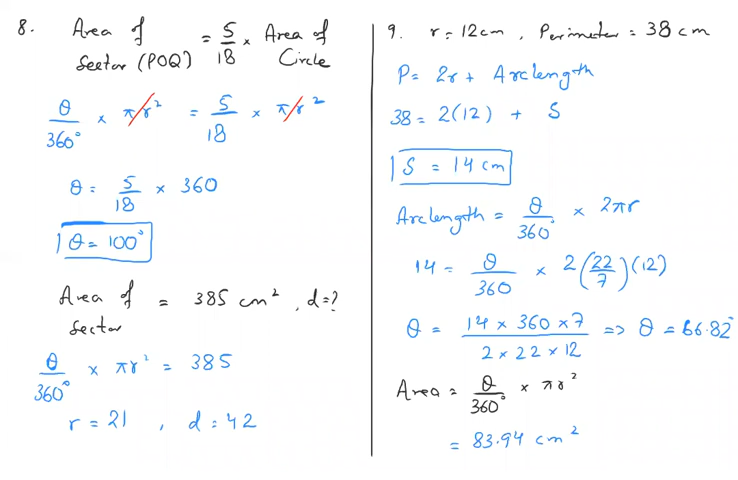 8. Area of Sector (POQ) = 5/18 × Area of Circle
θ/360° × πr² = 5/18 × πr²
θ = 5/18 × 360
θ = 100°
Area of Sector = 385 cm², d=?
θ/360° × πr² = 385
r = 21 , d = 42
9. r = 12cm , Perimeter = 38 cm
P = 2r + Arclength
38 = 2(12) + S
S = 14 cm
Arclength = θ/360° × 2πr
14 = θ/360 × 2(22/7)(12)
θ = 14 × 360 × 7 / 2 × 22 × 12 => θ = 66.82°
Area = θ/360° × πr²
= 83.94 cm²